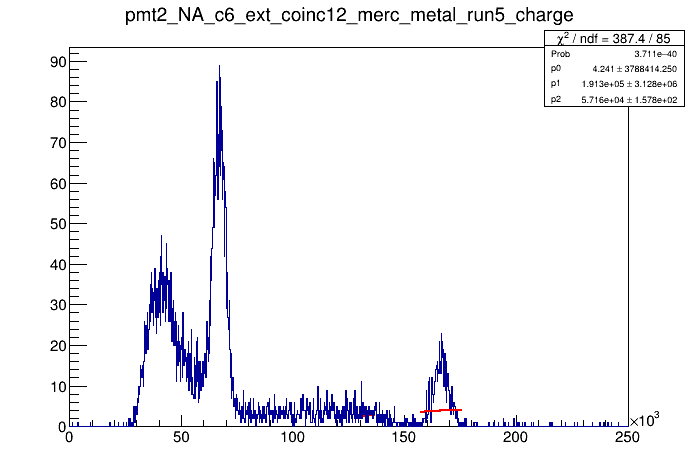 pmt2_NA_c6_ext_coinc12_merc_metal_run5_charge
χ² / ndf = 387.4 / 85
Prob 3.711e−40
p0 4.241 ± 3788414.250
p1 1.913e+05 ± 3.128e+06
p2 5.716e+04 ± 1.578e+02
90
80
70
60
50
40
30
20
10
0
0 50 100 150 200 250
×10³